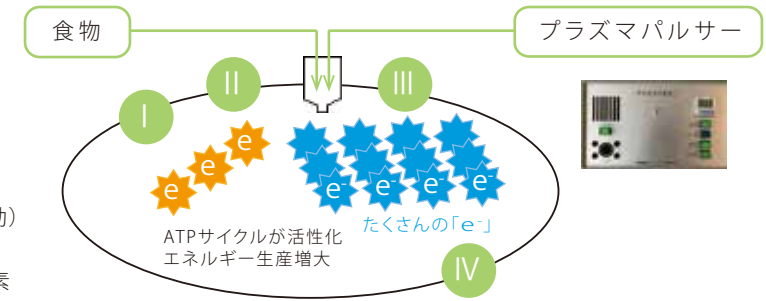 食物
プラズマパルサー
I
II
III
e
e
e
e-
e-
e-
e-
たくさんの「e-」
動)
ATPサイクルが活性化
エネルギー生産増大
素
IV